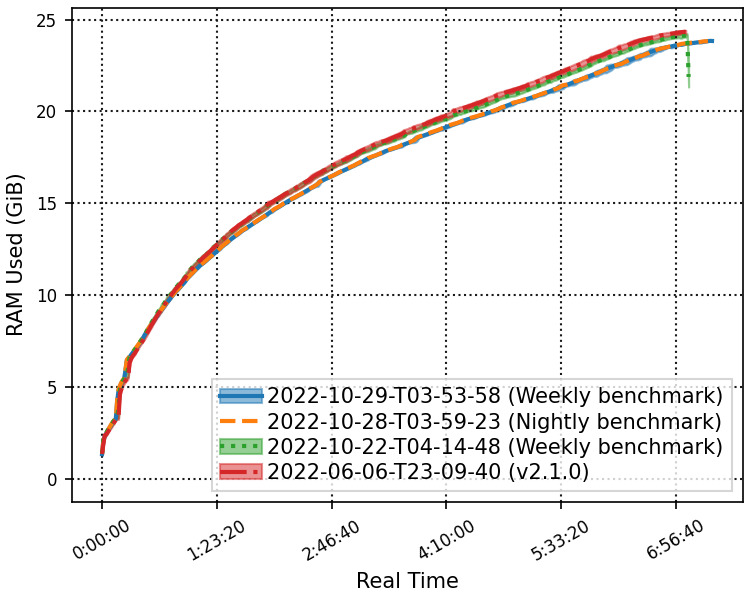 25
20
15
10
5
0
RAM Used (GiB)
2022-10-29-T03-53-58 (Weekly benchmark)
2022-10-28-T03-59-23 (Nightly benchmark)
2022-10-22-T04-14-48 (Weekly benchmark)
2022-06-06-T23-09-40 (v2.1.0)
0:00:00
1:23:20
2:46:40
4:10:00
5:33:20
6:56:40
Real Time